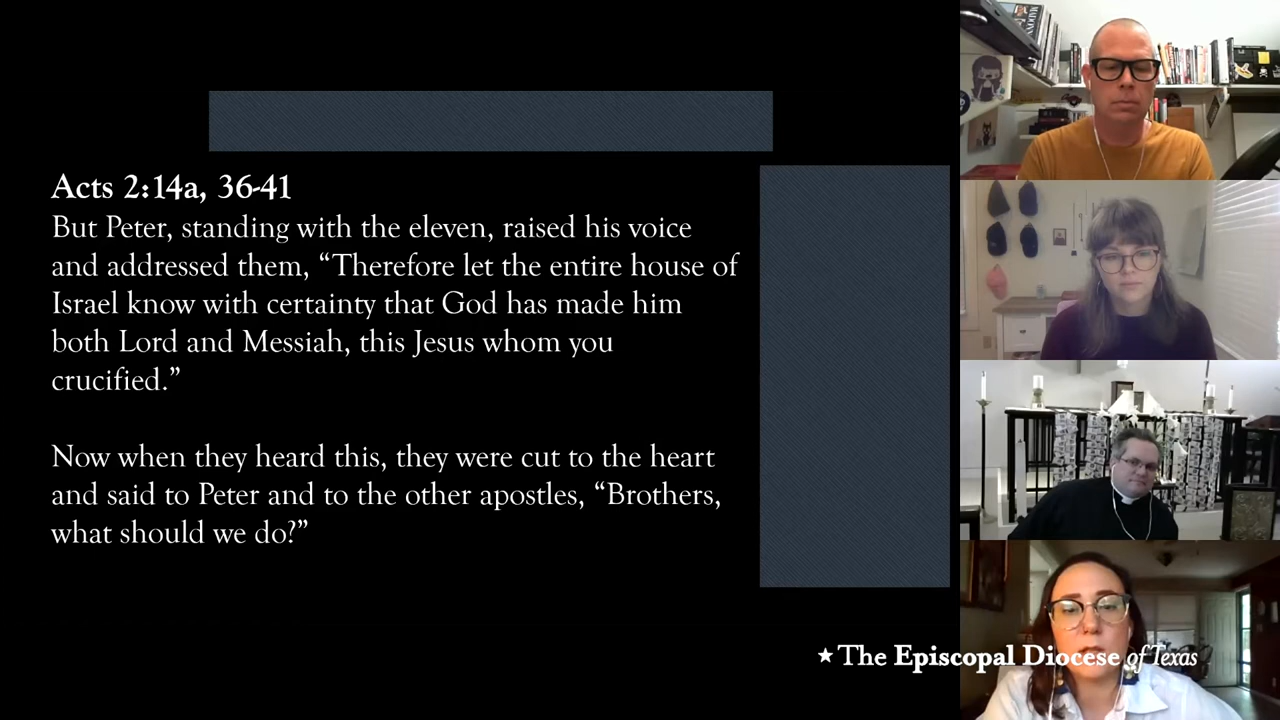 Acts 2:14a, 36-41
But Peter, standing with the eleven, raised his voice
and addressed them, “Therefore let the entire house of
Israel know with certainty that God has made him
both Lord and Messiah, this Jesus whom you
crucified.”
Now when they heard this, they were cut to the heart
and said to Peter and to the other apostles, “Brothers,
what should we do?”
The Episcopal Diocese of Texas